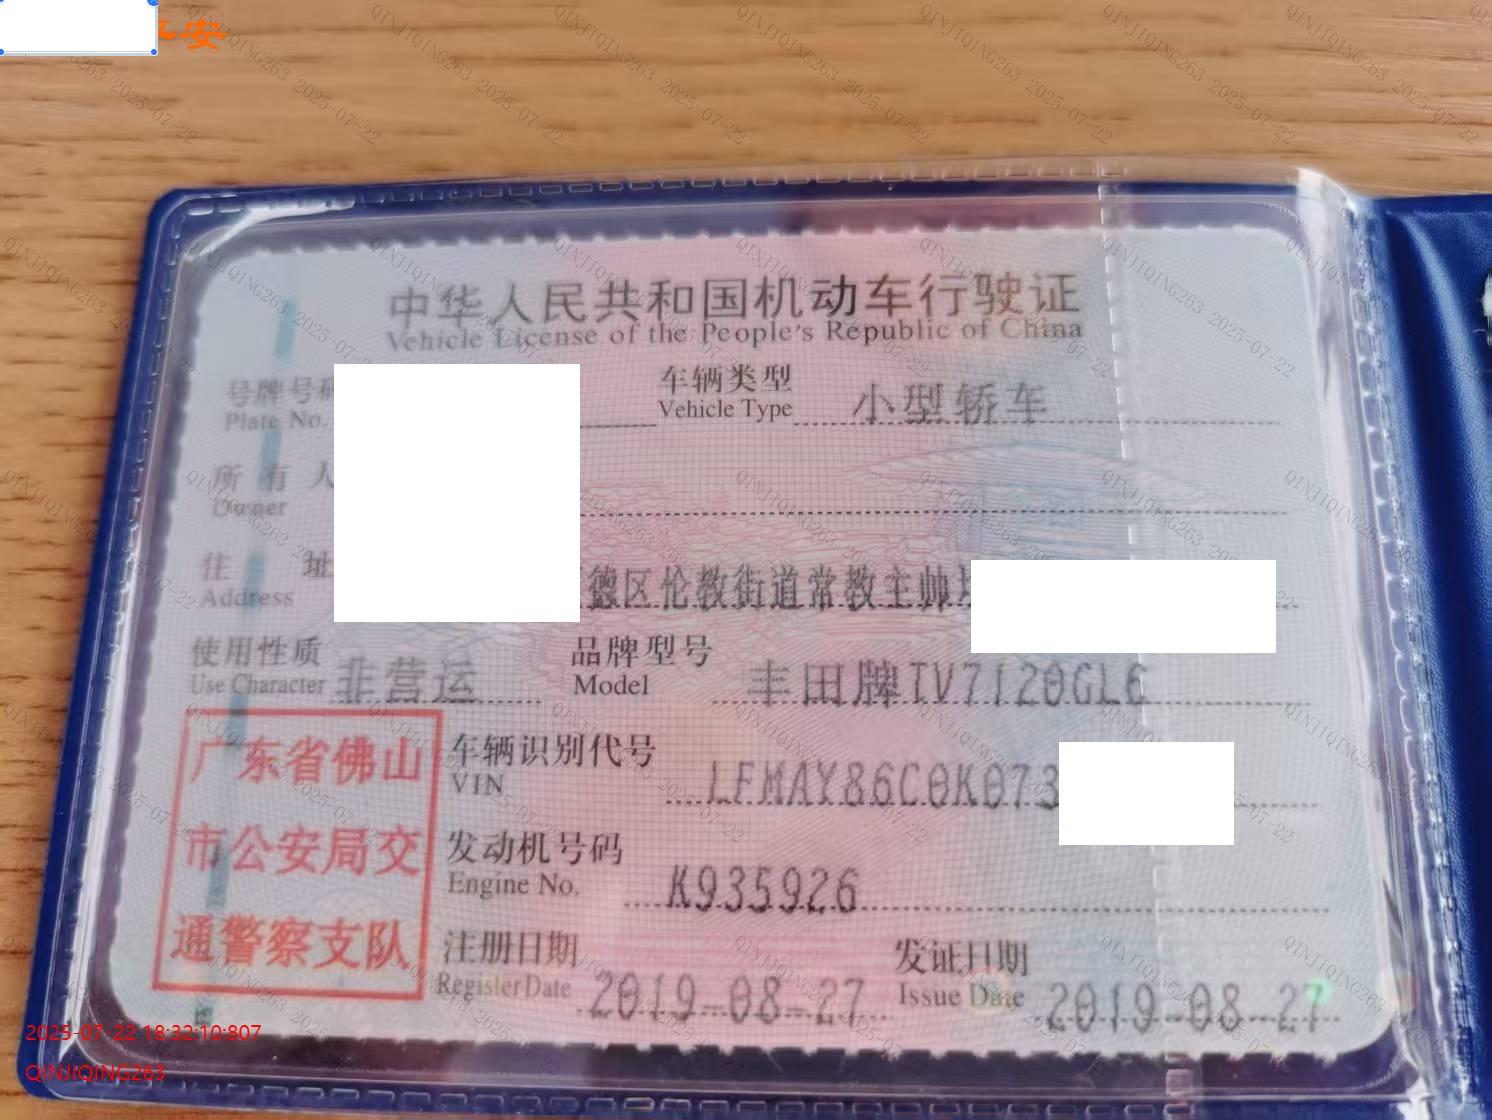 平安
中华人民共和国机动车行驶证
Vehicle License of the People's Republic of China
号牌号码
Plate No.
车辆类型
Vehicle Type
小型轿车
所有人
Owner
住址
Address
德区伦教街道常教主帅
使用性质
Use Character
非营运
品牌型号
Model
丰田牌TV7120GL6
广东省佛山
市公安局交
通警察支队
车辆识别代号
VIN
LFMAY86C0K073
发动机号码
Engine No.
K935926
注册日期
Register Date
2019-08-27
发证日期
Issue Date
2019-08-27
2025-07-22 18:32:10:807
QINJIQING263